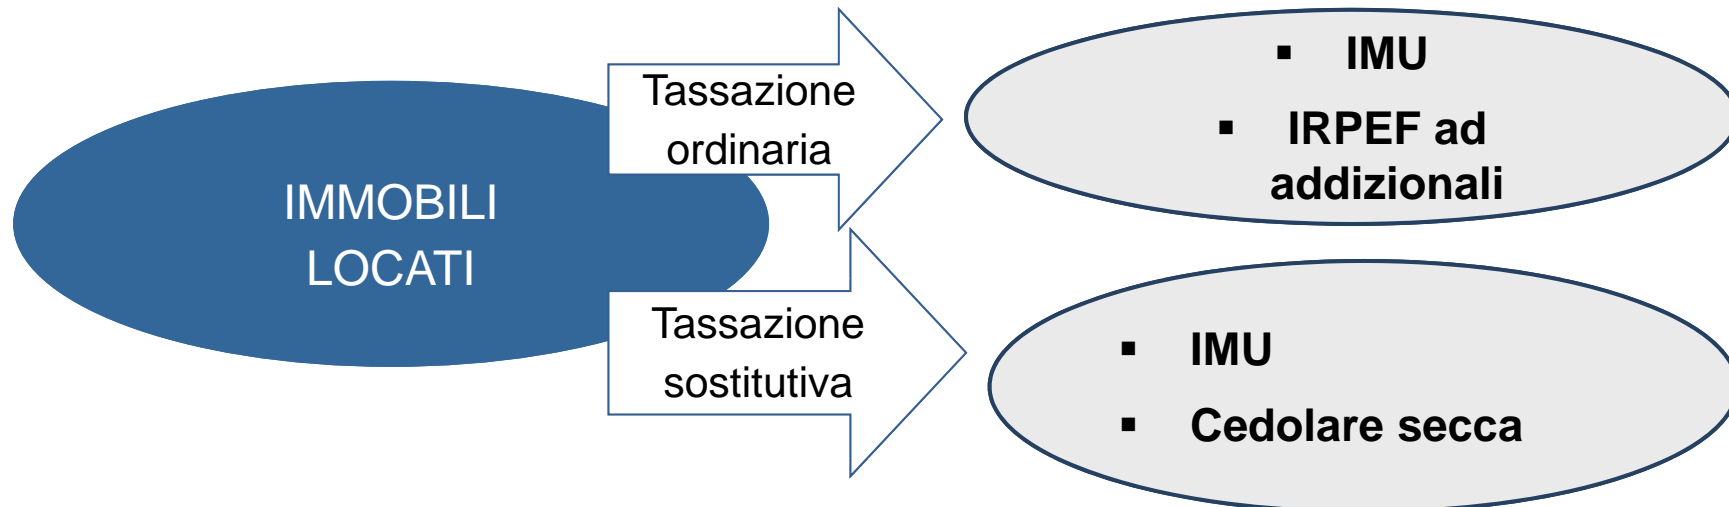 IMMOBILI
LOCATI
Tassazione
ordinaria
▪ IMU
▪ IRPEF ad
addizionali
Tassazione
sostitutiva
▪ IMU
▪ Cedolare secca